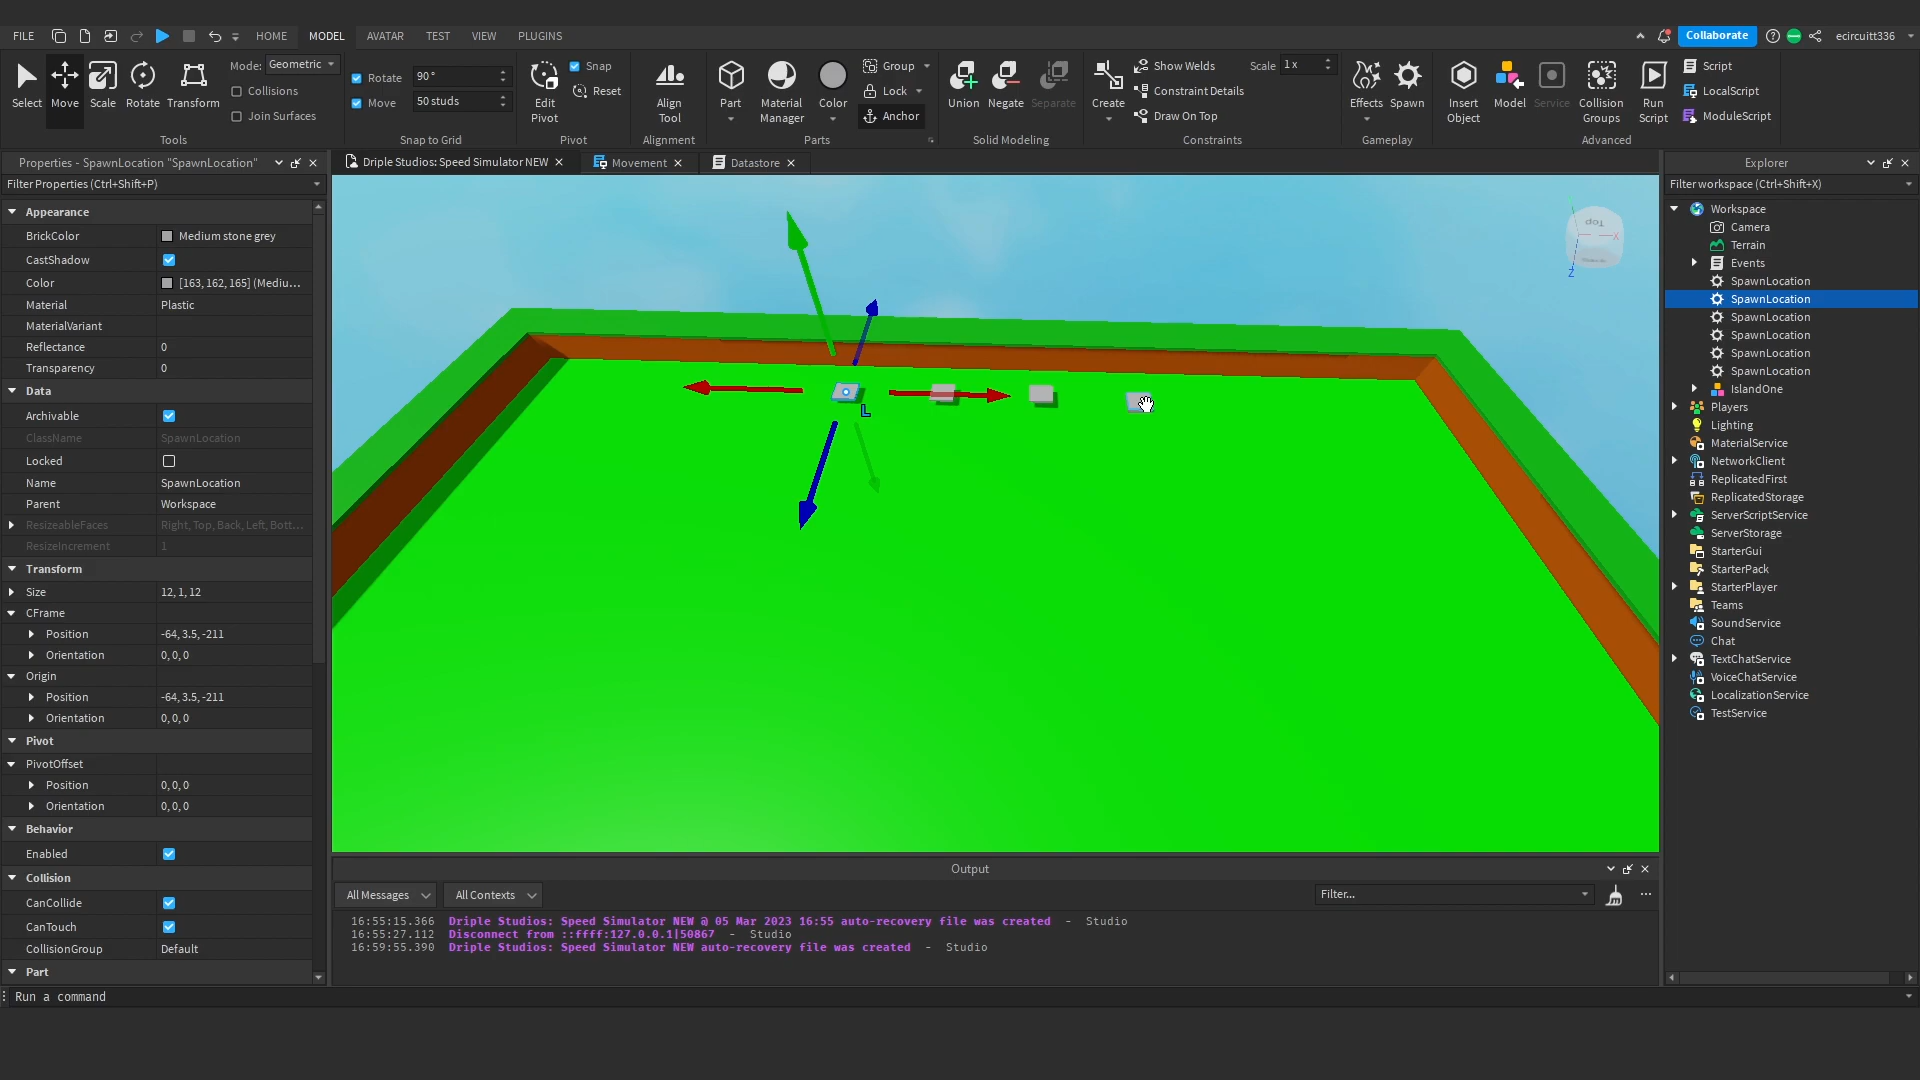 FILE HOME MODEL AVATAR TEST VIEW PLUGINS Collaborate ecircuitt336
Select Move Scale Rotate Transform
Mode: Geometric
Collisions
Join Surfaces
Tools
Rotate 90°
Move 50 studs
Snap to Grid
Edit Pivot
Snap
Reset
Pivot
Align Tool
Alignment
Part Material Manager Color
Group
Lock
Anchor
Parts
Union Negate Separate
Solid Modeling
Create
Show Welds
Constraint Details
Draw On Top
Scale 1 x
Constraints
Effects Spawn
Gameplay
Insert Object Model Service Collision Groups Run Script
Script
LocalScript
ModuleScript
Advanced
Properties - SpawnLocation "SpawnLocation"
Filter Properties (Ctrl+Shift+P)
Appearance
BrickColor Medium stone grey
CastShadow
Color [163, 162, 165] (Mediu...
Material Plastic
MaterialVariant
Reflectance 0
Transparency 0
Data
Archivable
ClassName SpawnLocation
Locked
Name SpawnLocation
Parent Workspace
ResizeableFaces Right, Top, Back, Left, Bott...
ResizeIncrement 1
Transform
Size 12, 1, 12
CFrame
Position -64, 3.5, -211
Orientation 0, 0, 0
Origin
Position -64, 3.5, -211
Orientation 0, 0, 0
Pivot
PivotOffset
Position 0, 0, 0
Orientation 0, 0, 0
Behavior
Enabled
Collision
CanCollide
CanTouch
CollisionGroup Default
Part
Driple Studios: Speed Simulator NEW Movement Datastore
Top
X
Z
L
Output
All Messages All Contexts Filter...
16:55:15.366 Driple Studios: Speed Simulator NEW @ 05 Mar 2023 16:55 auto-recovery file was created - Studio
16:55:27.112 Disconnect from ::ffff:127.0.0.1|50867 - Studio
16:59:55.390 Driple Studios: Speed Simulator NEW auto-recovery file was created - Studio
Explorer
Filter workspace (Ctrl+Shift+X)
Workspace
Camera
Terrain
Events
SpawnLocation
SpawnLocation
SpawnLocation
SpawnLocation
SpawnLocation
SpawnLocation
IslandOne
Players
Lighting
MaterialService
NetworkClient
ReplicatedFirst
ReplicatedStorage
ServerScriptService
ServerStorage
StarterGui
StarterPack
StarterPlayer
Teams
SoundService
Chat
TextChatService
VoiceChatService
LocalizationService
TestService
Run a command